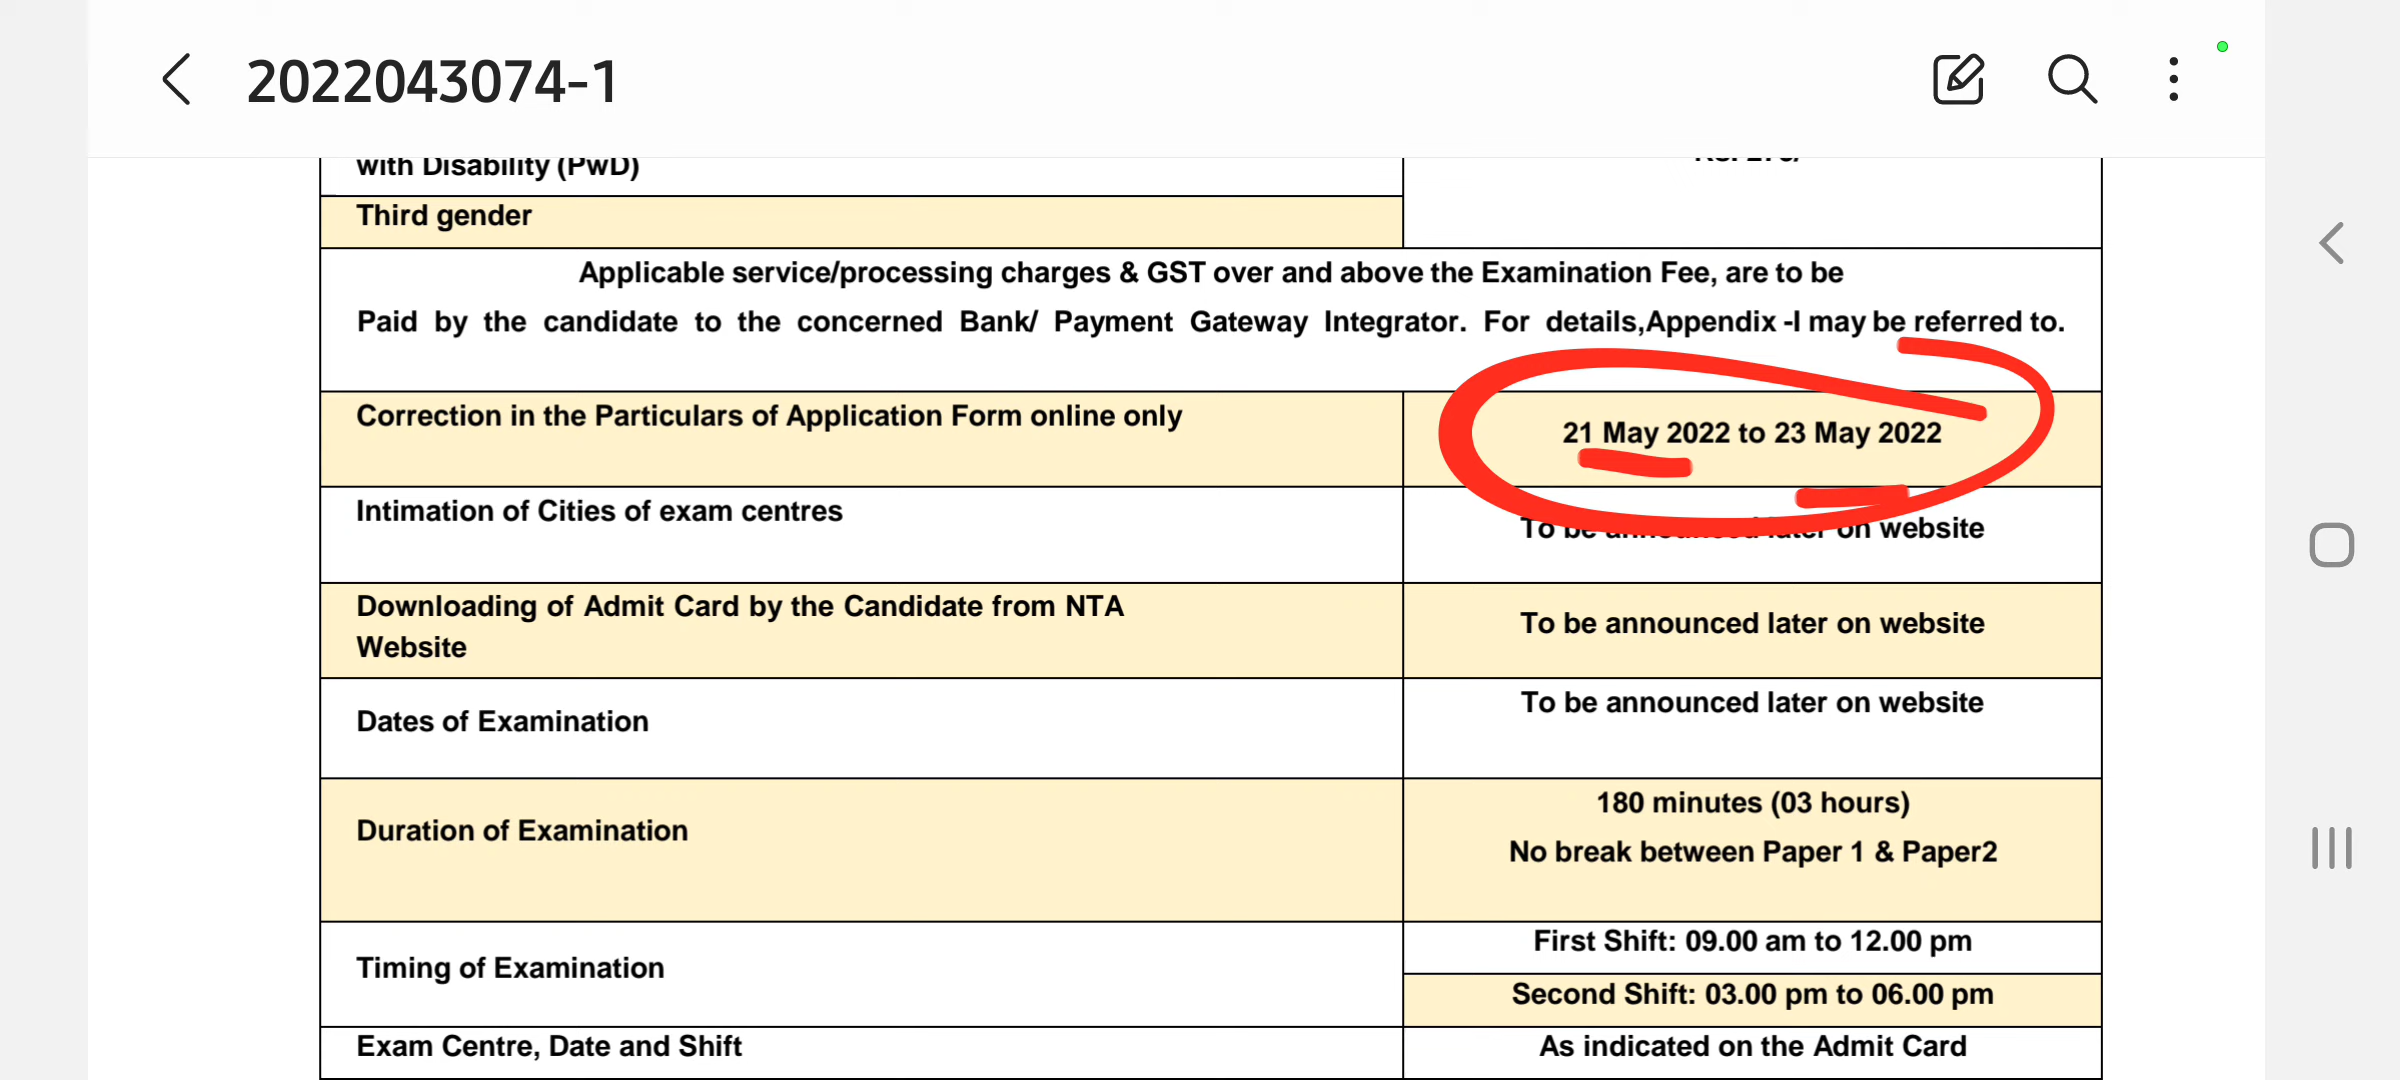 2022043074-1
with Disability (PwD)
Third gender
Applicable service/processing charges & GST over and above the Examination Fee, are to be
Paid by the candidate to the concerned Bank/ Payment Gateway Integrator. For details,Appendix -I may be referred to.
Correction in the Particulars of Application Form online only
21 May 2022 to 23 May 2022
Intimation of Cities of exam centres
To be announced later on website
Downloading of Admit Card by the Candidate from NTA
Website
To be announced later on website
Dates of Examination
To be announced later on website
Duration of Examination
180 minutes (03 hours)
No break between Paper 1 & Paper2
Timing of Examination
First Shift: 09.00 am to 12.00 pm
Second Shift: 03.00 pm to 06.00 pm
Exam Centre, Date and Shift
As indicated on the Admit Card